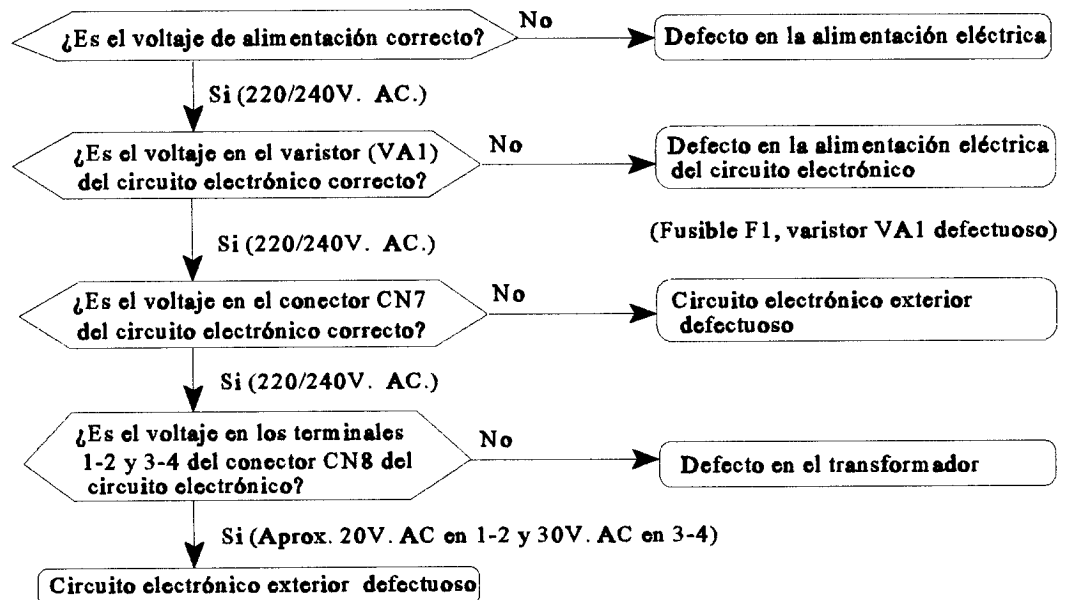 ¿Es el voltaje de alimentación correcto?
No
Defecto en la alimentación eléctrica
Si (220/240V. AC.)
¿Es el voltaje en el varistor (VA1)
del circuito electrónico correcto?
No
Defecto en la alimentación eléctrica
del circuito electrónico
(Fusible F1, varistor VA1 defectuoso)
Si (220/240V. AC.)
¿Es el voltaje en el conector CN7
del circuito electrónico correcto?
No
Circuito electrónico exterior
defectuoso
Si (220/240V. AC.)
¿Es el voltaje en los terminales
1-2 y 3-4 del conector CN8 del
circuito electrónico?
No
Defecto en el transformador
Si (Aprox. 20V. AC en 1-2 y 30V. AC en 3-4)
Circuito electrónico exterior defectuoso